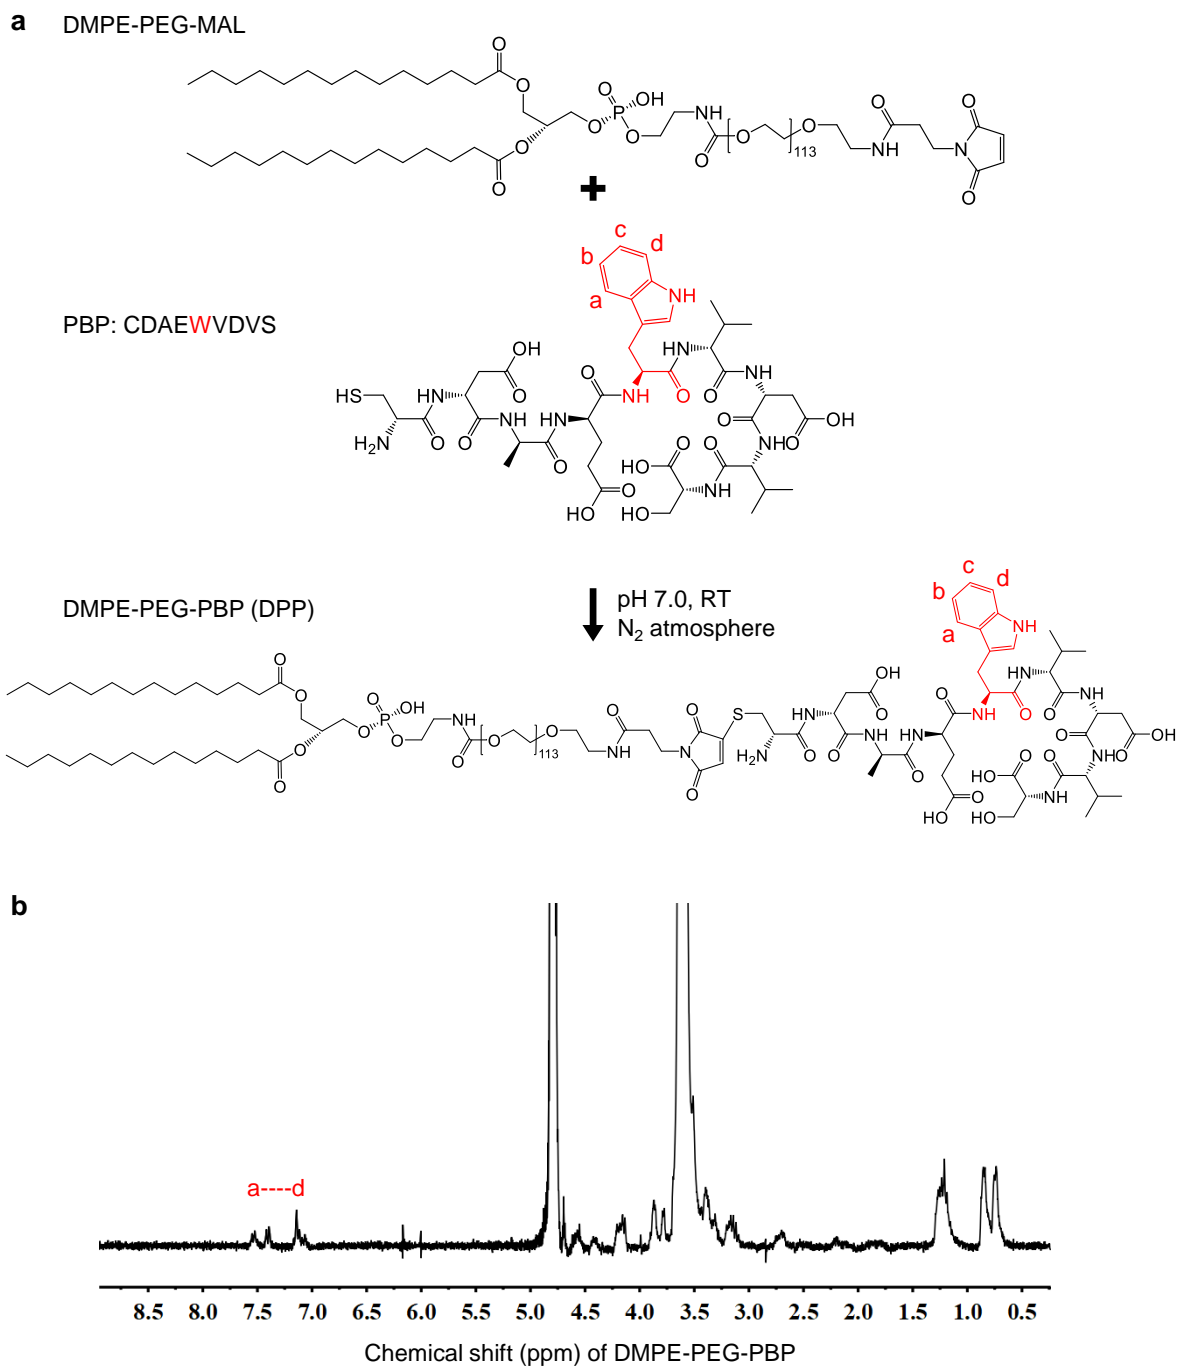 a
DMPE-PEG-MAL
O
O
O
O
O
P
OH
O
O
NH
O
O
113
O
NH
O
N
O
O
+
PBP: CDAEWVDVS
a
b
c
d
NH
HS
H2N
O
HN
OH
O
O
NH
O
HN
HO
O
O
NH
O
HN
O
NH
O
OH
O
NH
O
NH
O
HO
HO
pH 7.0, RT
N2 atmosphere
DMPE-PEG-PBP (DPP)
a
b
c
d
NH
O
O
O
O
O
P
OH
O
O
NH
O
O
113
O
NH
O
N
O
O
S
H2N
O
HN
OH
O
O
NH
O
HN
HO
O
O
NH
O
HN
O
NH
O
OH
O
NH
O
NH
O
HO
HO
b
a----d
8.5 8.0 7.5 7.0 6.5 6.0 5.5 5.0 4.5 4.0 3.5 3.0 2.5 2.0 1.5 1.0 0.5
Chemical shift (ppm) of DMPE-PEG-PBP